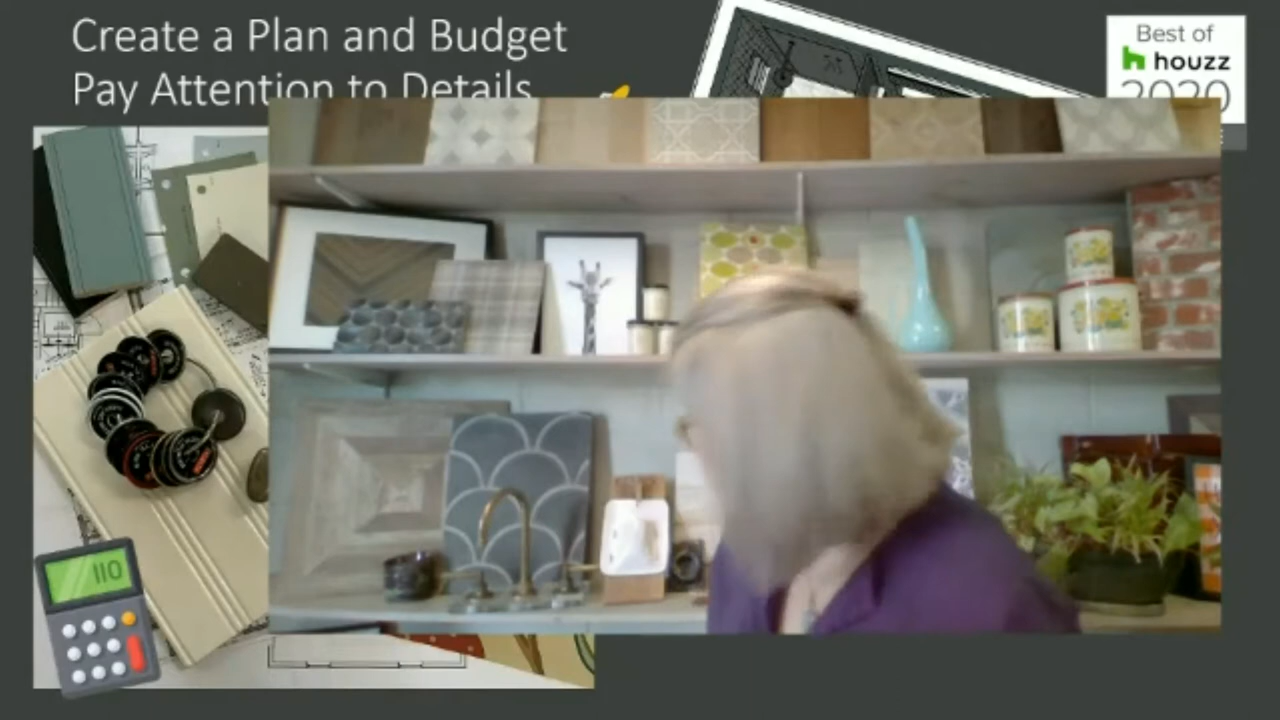 Create a Plan and Budget
Pay Attention to Details
Best of
houzz
2020
110